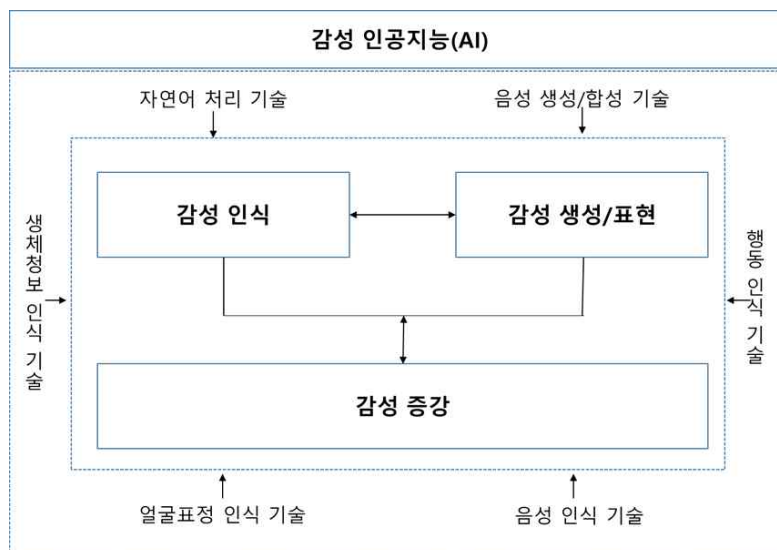 감성 인공지능(AI)
자연어 처리 기술
음성 생성/합성 기술
감성 인식
감성 생성/표현
생체청보 인식 기술
행동 인식 기술
감성 증강
얼굴표정 인식 기술
음성 인식 기술